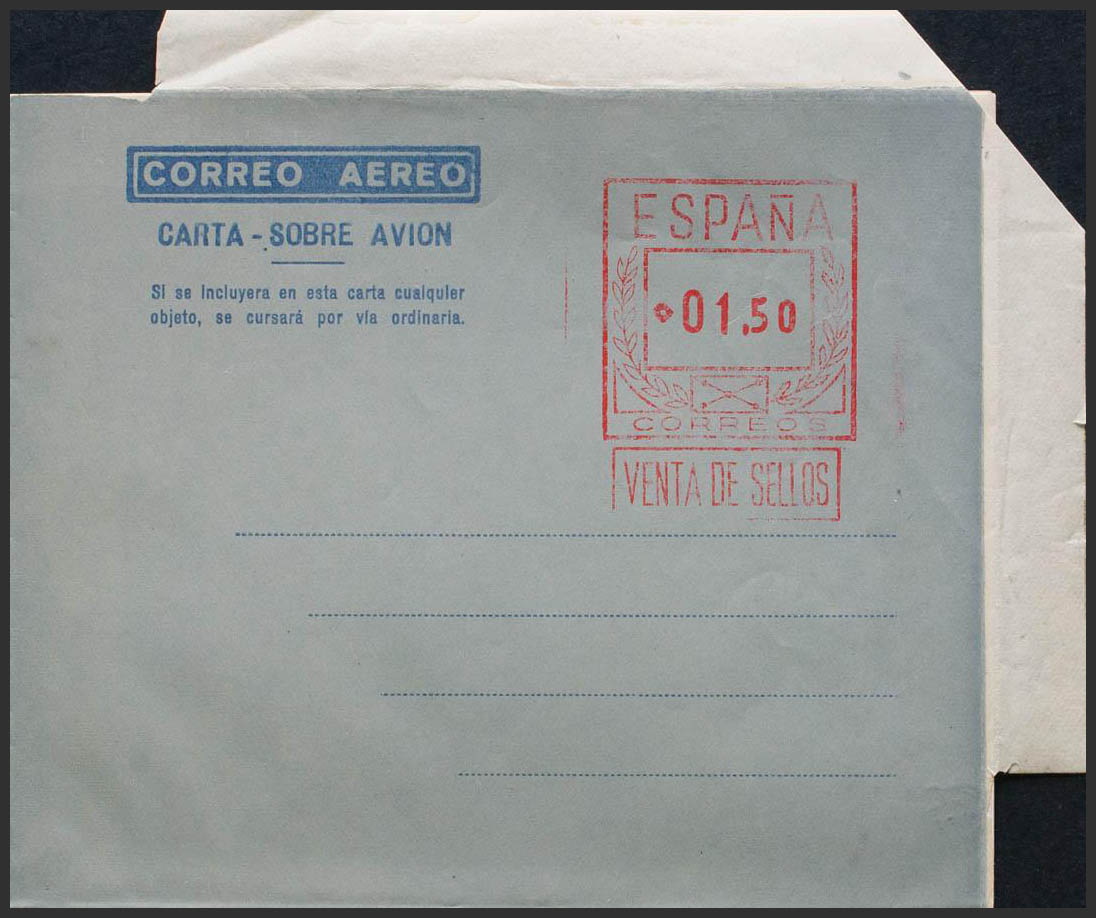 CORREO AEREO
CARTA - SOBRE AVION
Si se incluyera en esta carta cualquier
objeto, se cursará por vía ordinaria.
ESPAÑA
01,50
CORREOS
VENTA DE SELLOS